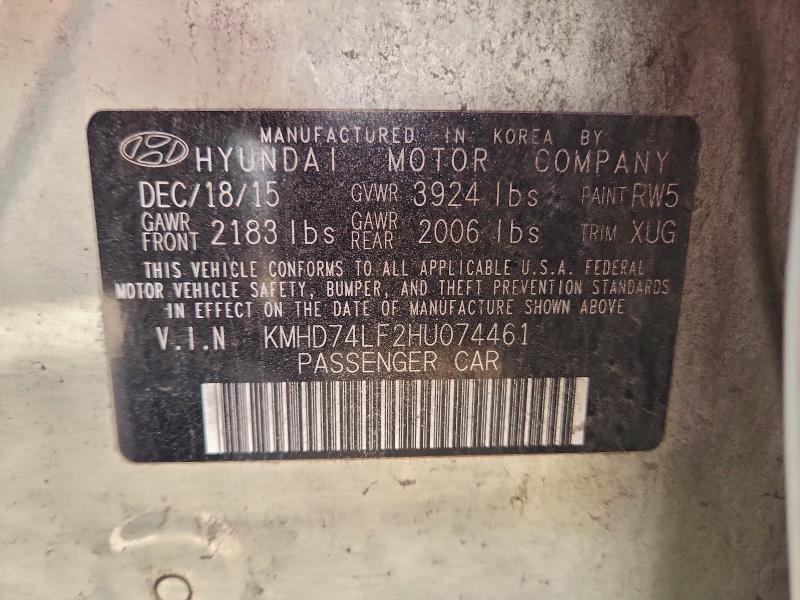 MANUFACTURED IN KOREA BY
HYUNDAI MOTOR COMPANY
DEC/18/15 GVWR 3924 lbs PAINT RW5
GAWR FRONT 2183 lbs GAWR REAR 2006 lbs TRIM XUG
THIS VEHICLE CONFORMS TO ALL APPLICABLE U.S.A. FEDERAL
MOTOR VEHICLE SAFETY, BUMPER, AND THEFT PREVENTION STANDARDS
IN EFFECT ON THE DATE OF MANUFACTURE SHOWN ABOVE
V.I.N KMHD74LF2HU074461
PASSENGER CAR